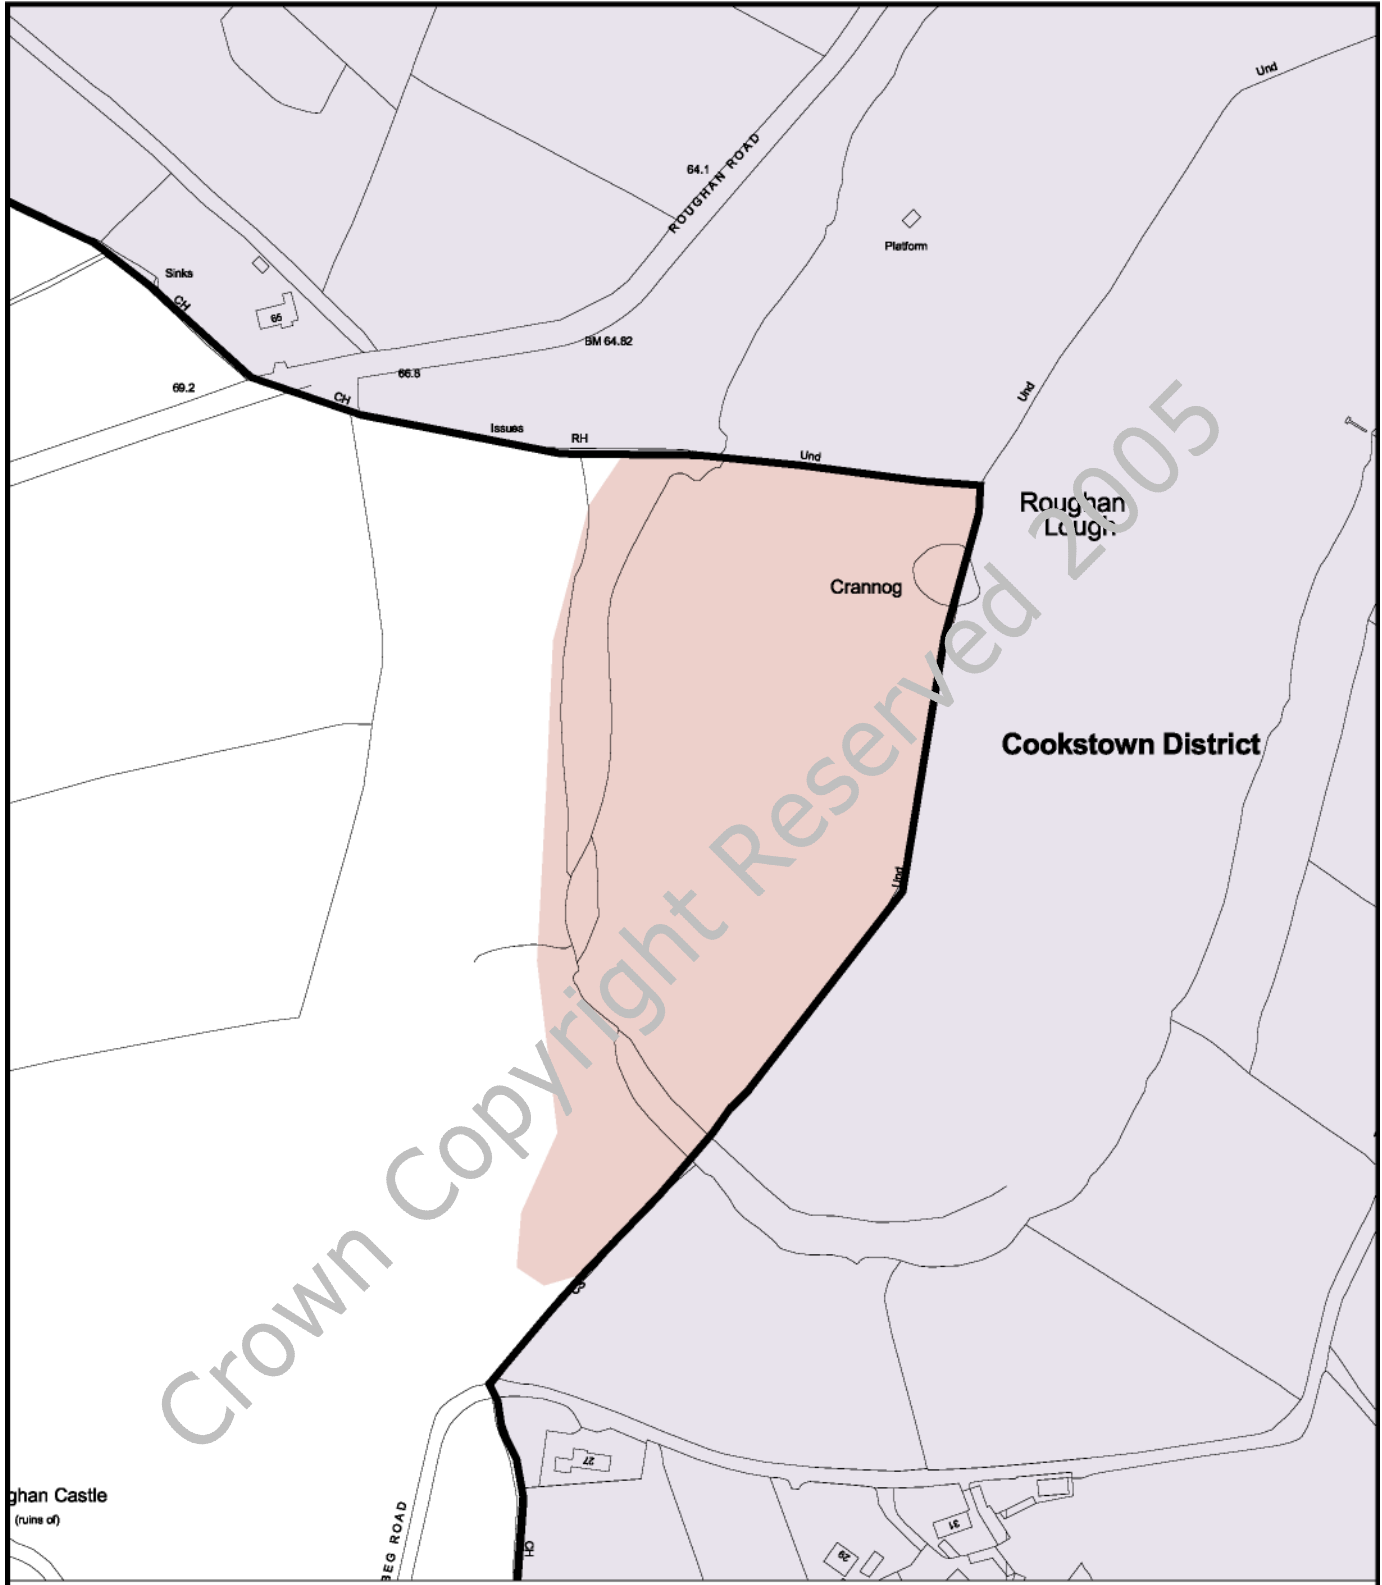 Und
64.1
ROUGHAN ROAD
Platform
Sinks
CH
65
BM 64.82
66.8
69.2
CH
Issues
RH
Und
Und
Roughan
Lough
Crannog
Cookstown District
Und
Crown Copyright Reserved 2005
CS
27
ghan Castle
(ruins of)
BEG ROAD
CH
31
29